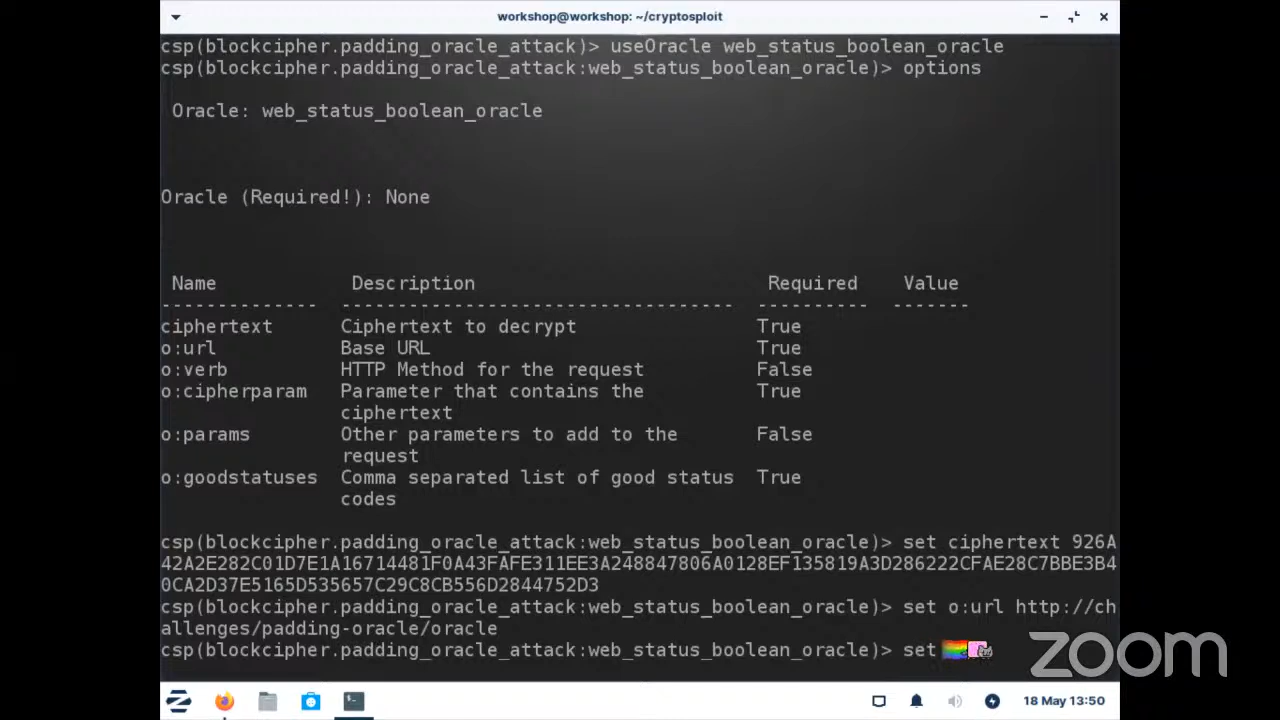 workshop@workshop: ~/cryptosploit
csp(blockcipher.padding_oracle_attack)> useOracle web_status_boolean_oracle
csp(blockcipher.padding_oracle_attack:web_status_boolean_oracle)> options
Oracle: web_status_boolean_oracle
Oracle (Required!): None
Name Description Required Value
-------------- ----------------------------------- ---------- -------
ciphertext Ciphertext to decrypt True
o:url Base URL True
o:verb HTTP Method for the request False
o:cipherparam Parameter that contains the True
ciphertext
o:params Other parameters to add to the False
request
o:goodstatuses Comma separated list of good status True
codes
csp(blockcipher.padding_oracle_attack:web_status_boolean_oracle)> set ciphertext 926A
42A2E282C01D7E1A16714481F0A43FAFE311EE3A248847806A0128EF135819A3D286222CFAE28C7BBE3B4
0CA2D37E5165D535657C29C8CB556D2844752D3
csp(blockcipher.padding_oracle_attack:web_status_boolean_oracle)> set o:url http://ch
allenges/padding-oracle/oracle
csp(blockcipher.padding_oracle_attack:web_status_boolean_oracle)> set
zoom
18 May 13:50